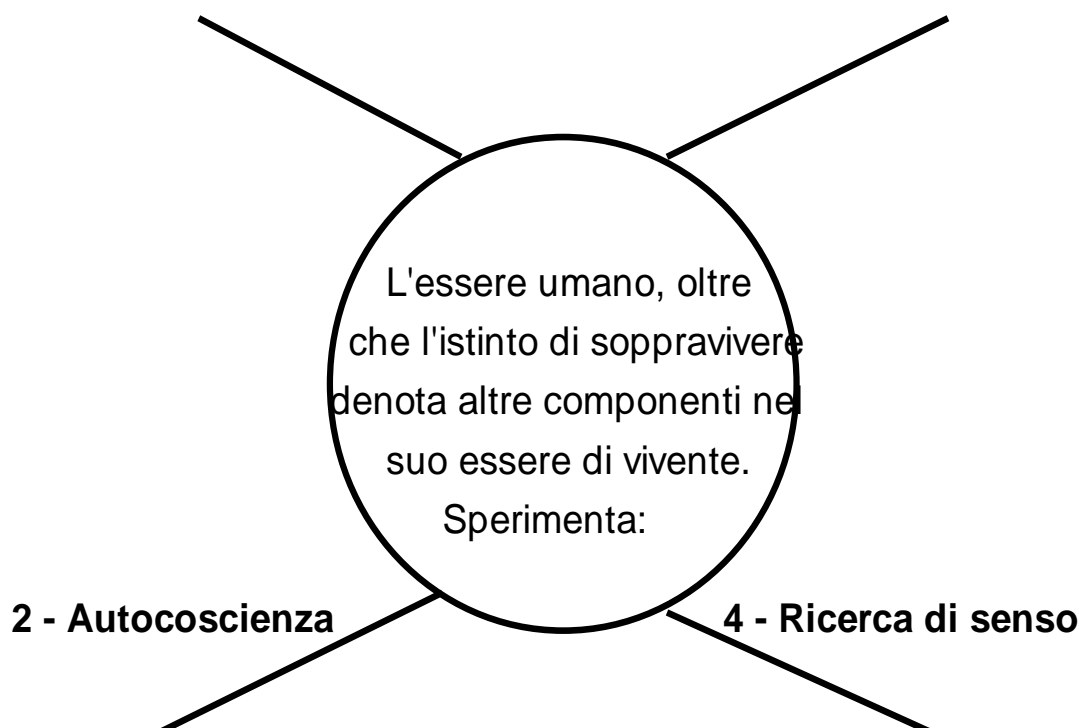 L'essere umano, oltre
che l'istinto di soppravivere
denota altre componenti nel
suo essere di vivente.
Sperimenta:
2 - Autocoscienza
4 - Ricerca di senso